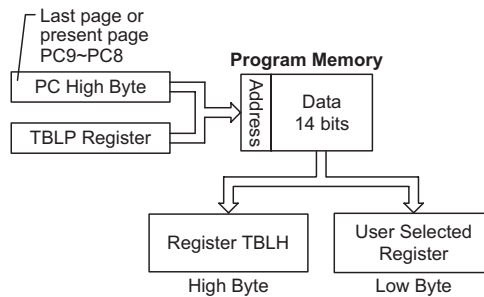 Last page or
present page
PC9~PC8
Program Memory
PC High Byte
TBLP Register
Address
Data
14 bits
Register TBLH
User Selected
Register
High Byte
Low Byte